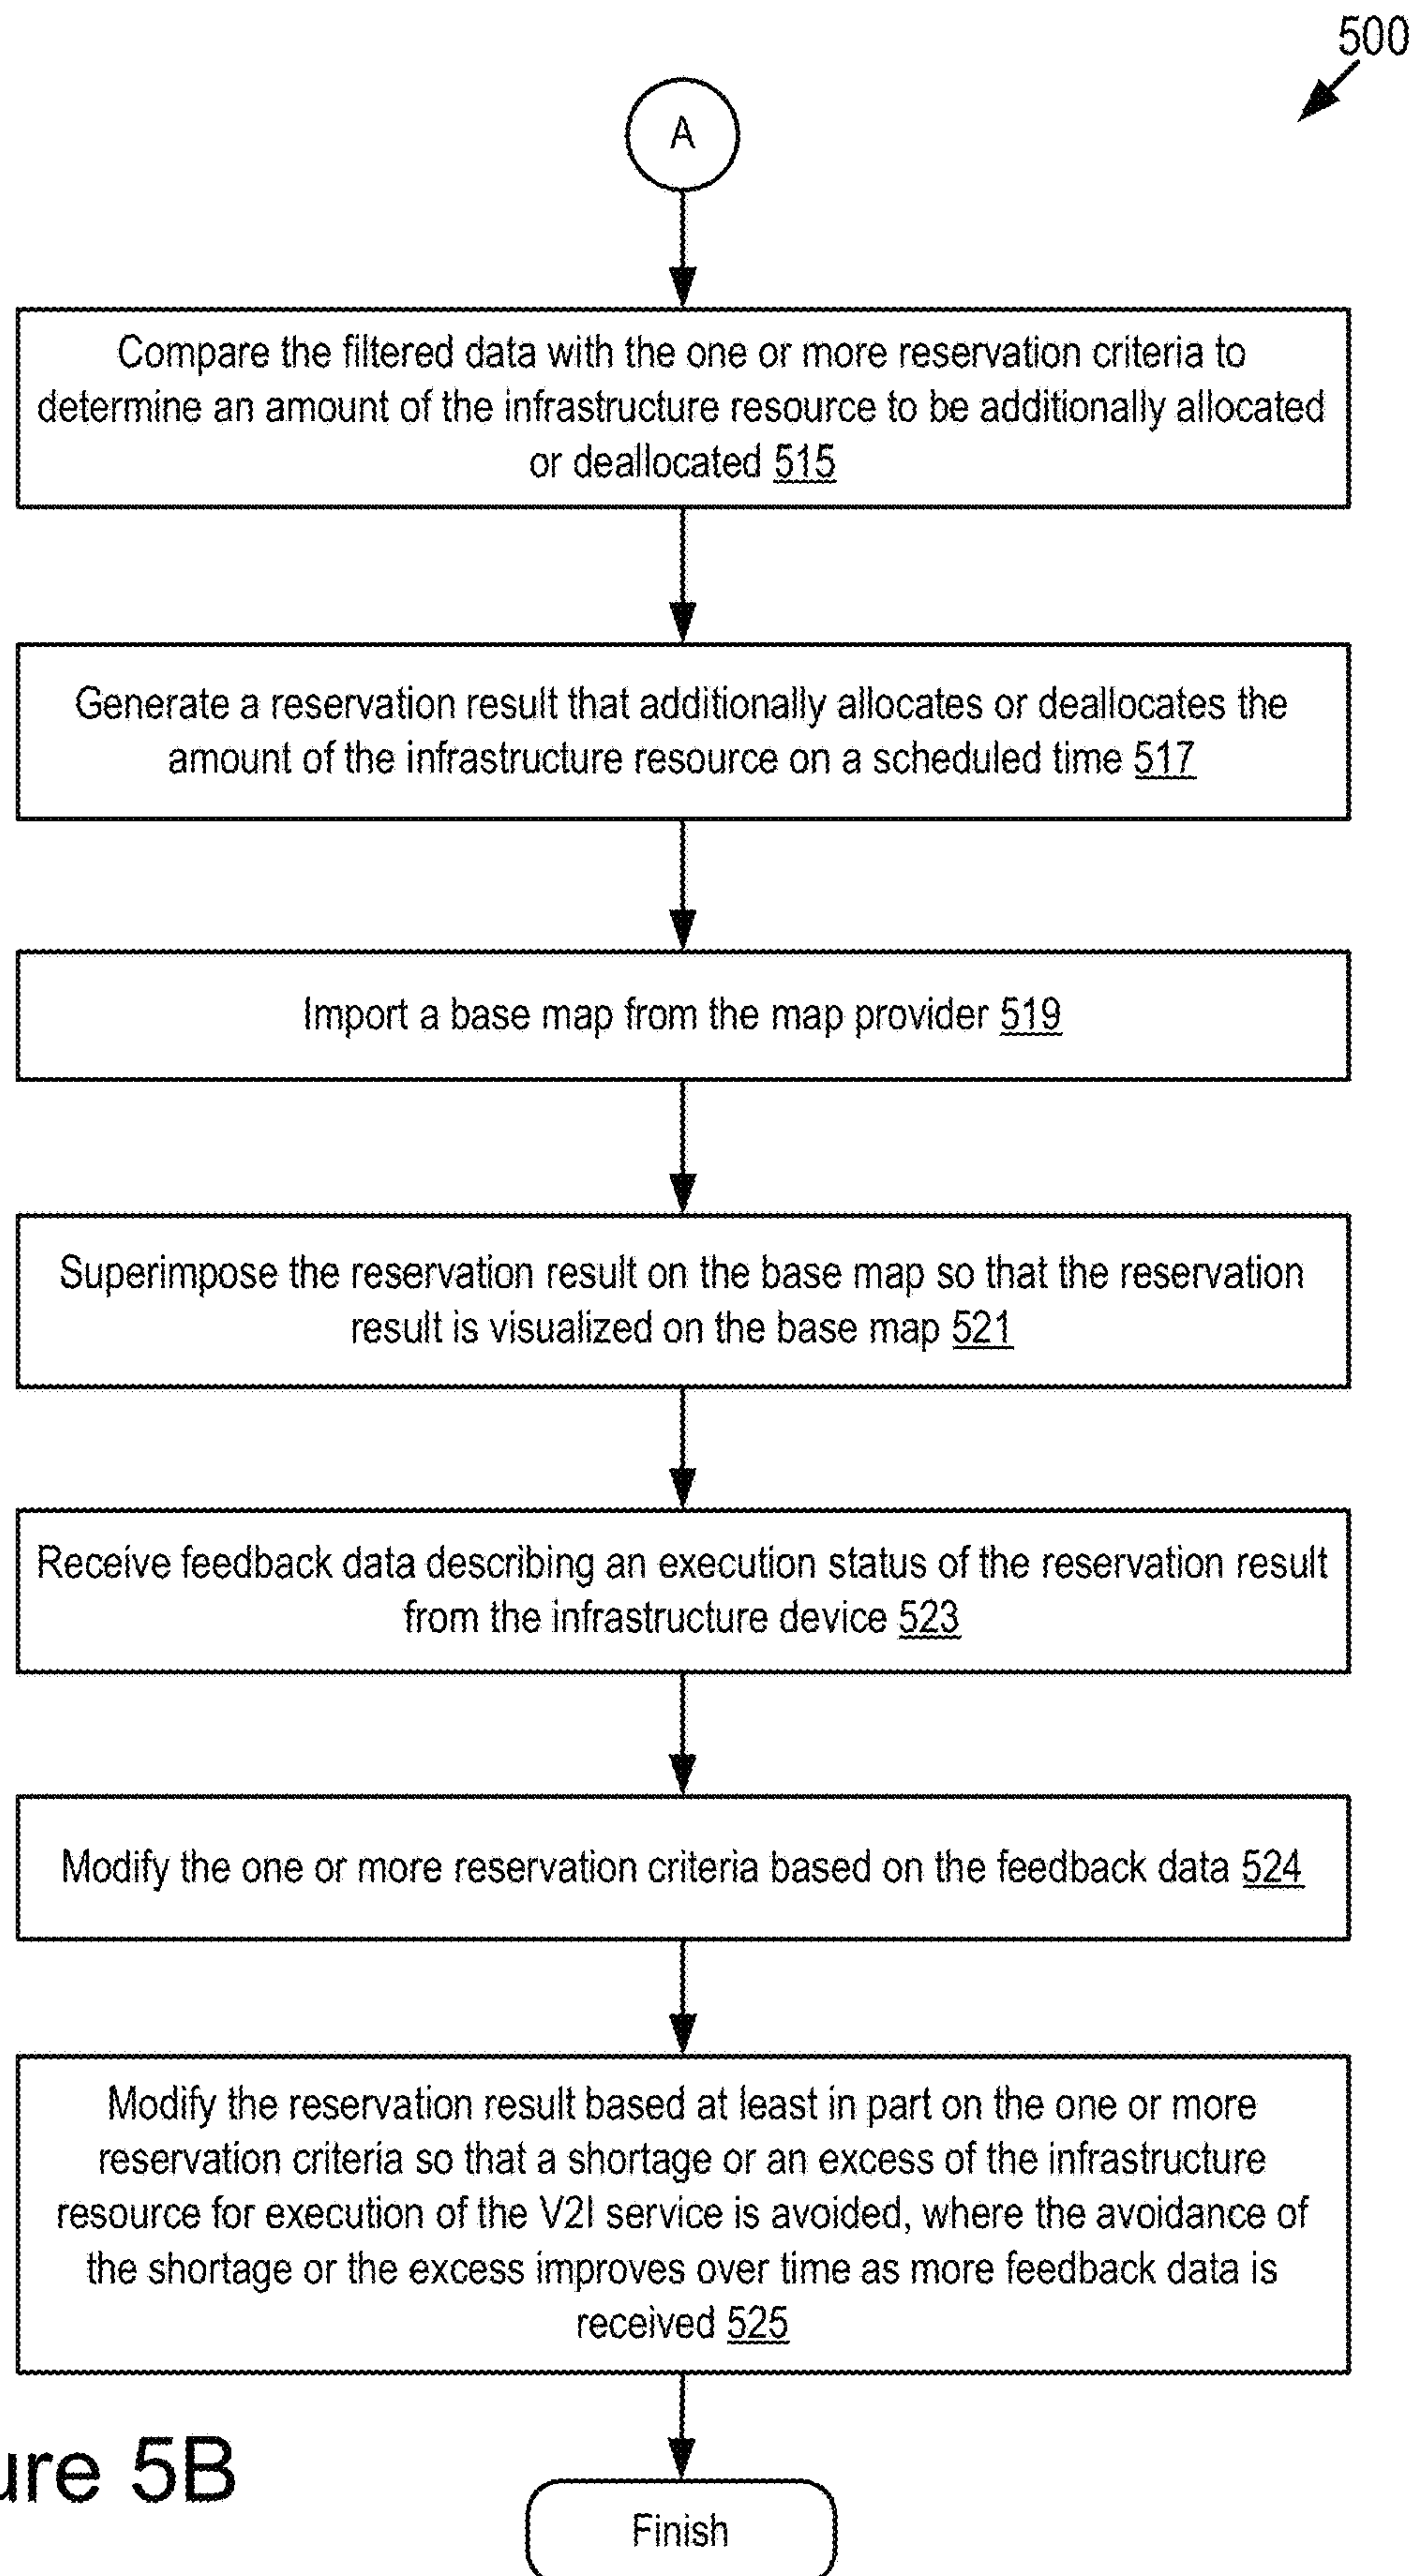 500
A
Compare the filtered data with the one or more reservation criteria to
determine an amount of the infrastructure resource to be additionally allocated
or deallocated 515
Generate a reservation result that additionally allocates or deallocates the
amount of the infrastructure resource on a scheduled time 517
Import a base map from the map provider 519
Superimpose the reservation result on the base map so that the reservation
result is visualized on the base map 521
Receive feedback data describing an execution status of the reservation result
from the infrastructure device 523
Modify the one or more reservation criteria based on the feedback data 524
Modify the reservation result based at least in part on the one or more
reservation criteria so that a shortage or an excess of the infrastructure
resource for execution of the V2I service is avoided, where the avoidance of
the shortage or the excess improves over time as more feedback data is
received 525
ure 5B
Finish